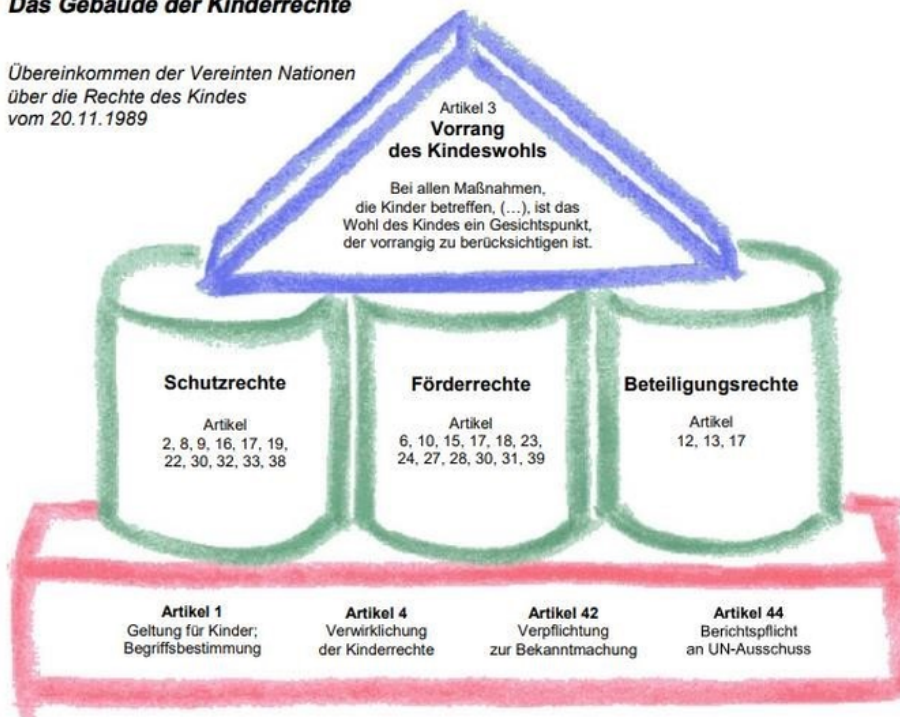 Das Gebäude der Kinderrechte
Übereinkommen der Vereinten Nationen
über die Rechte des Kindes
vom 20.11.1989
Artikel 3
Vorrang
des Kindeswohls
Bei allen Maßnahmen,
die Kinder betreffen, (…), ist das
Wohl des Kindes ein Gesichtspunkt,
der vorrangig zu berücksichtigen ist.
Schutzrechte
Artikel
2, 8, 9, 16, 17, 19,
22, 30, 32, 33, 38
Förderrechte
Artikel
6, 10, 15, 17, 18, 23,
24, 27, 28, 30, 31, 39
Beteiligungsrechte
Artikel
12, 13, 17
Artikel 1
Geltung für Kinder;
Begriffsbestimmung
Artikel 4
Verwirklichung
der Kinderrechte
Artikel 42
Verpflichtung
zur Bekanntmachung
Artikel 44
Berichtspflicht
an UN-Ausschuss